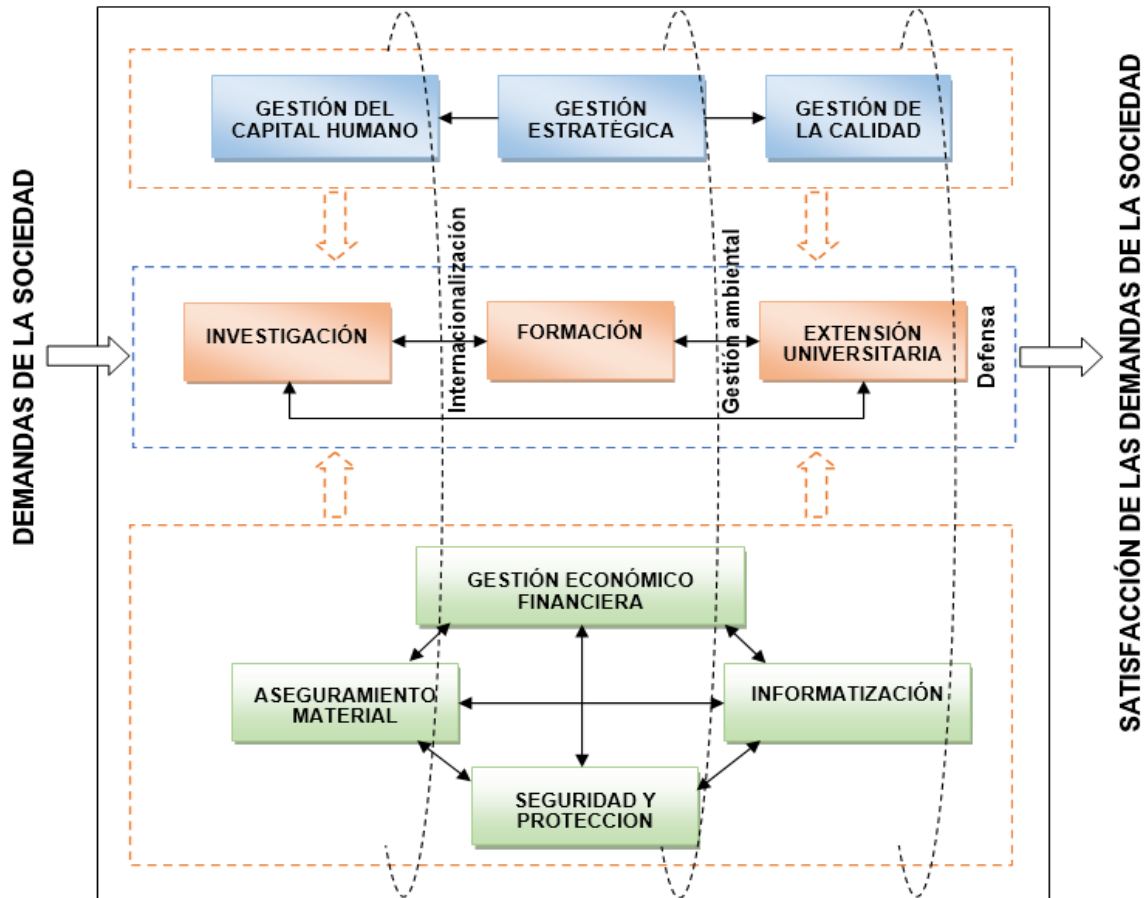 DEMANDAS DE LA SOCIEDAD
GESTIÓN DEL
CAPITAL HUMANO
GESTIÓN
ESTRATÉGICA
GESTIÓN DE
LA CALIDAD
Internacionalización
Gestión ambiental
Defensa
INVESTIGACIÓN
FORMACIÓN
EXTENSIÓN
UNIVERSITARIA
GESTIÓN ECONÓMICO
FINANCIERA
ASEGURAMIENTO
MATERIAL
INFORMATIZACIÓN
SEGURIDAD Y
PROTECCION
SATISFACCIÓN DE LAS DEMANDAS DE LA SOCIEDAD